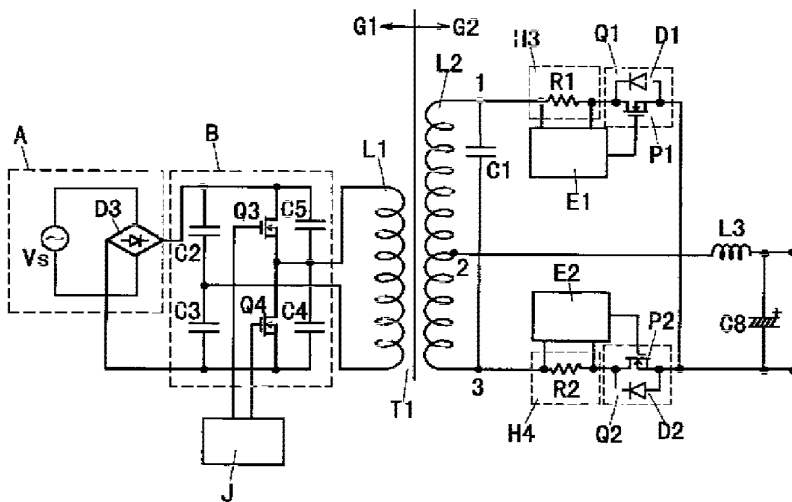 G1 G2
H3 Q1 D1
L2 1 R1
A B L1 C1 E1 P1
D3 Q3 C5
Vs C2 2 L3
E2
C3 Q4 C4 P2 C8 +
3 R2
T1 H4 Q2 D2
J